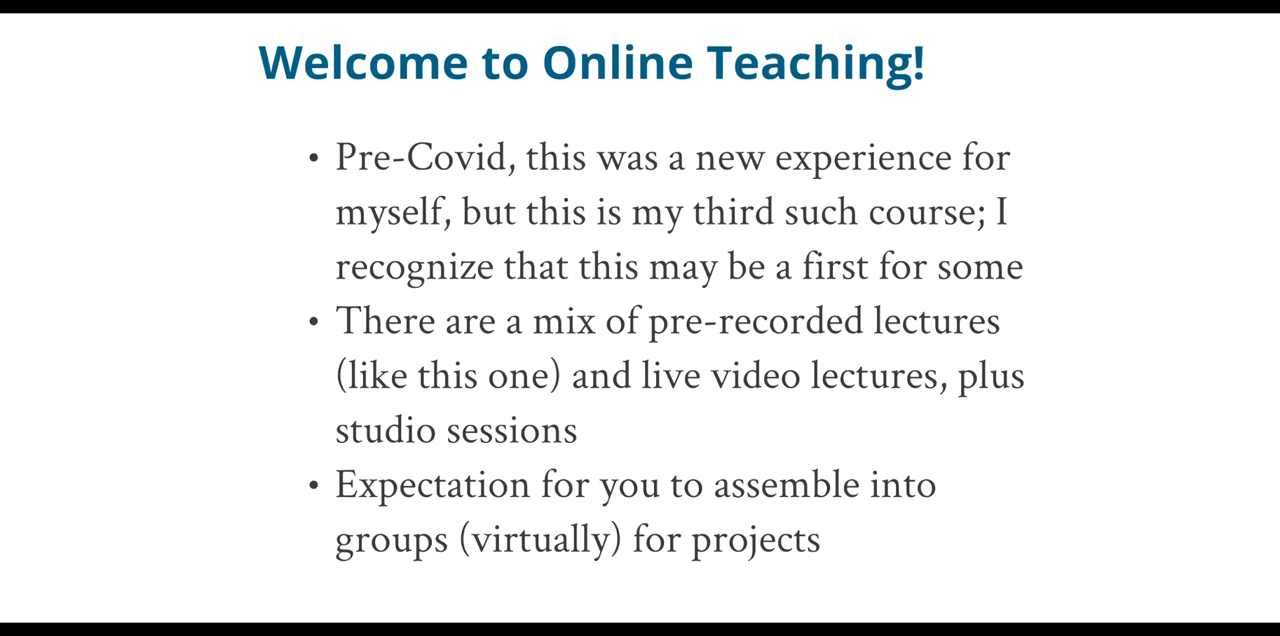 Welcome to Online Teaching!
• Pre-Covid, this was a new experience for
myself, but this is my third such course; I
recognize that this may be a first for some
• There are a mix of pre-recorded lectures
(like this one) and live video lectures, plus
studio sessions
• Expectation for you to assemble into
groups (virtually) for projects